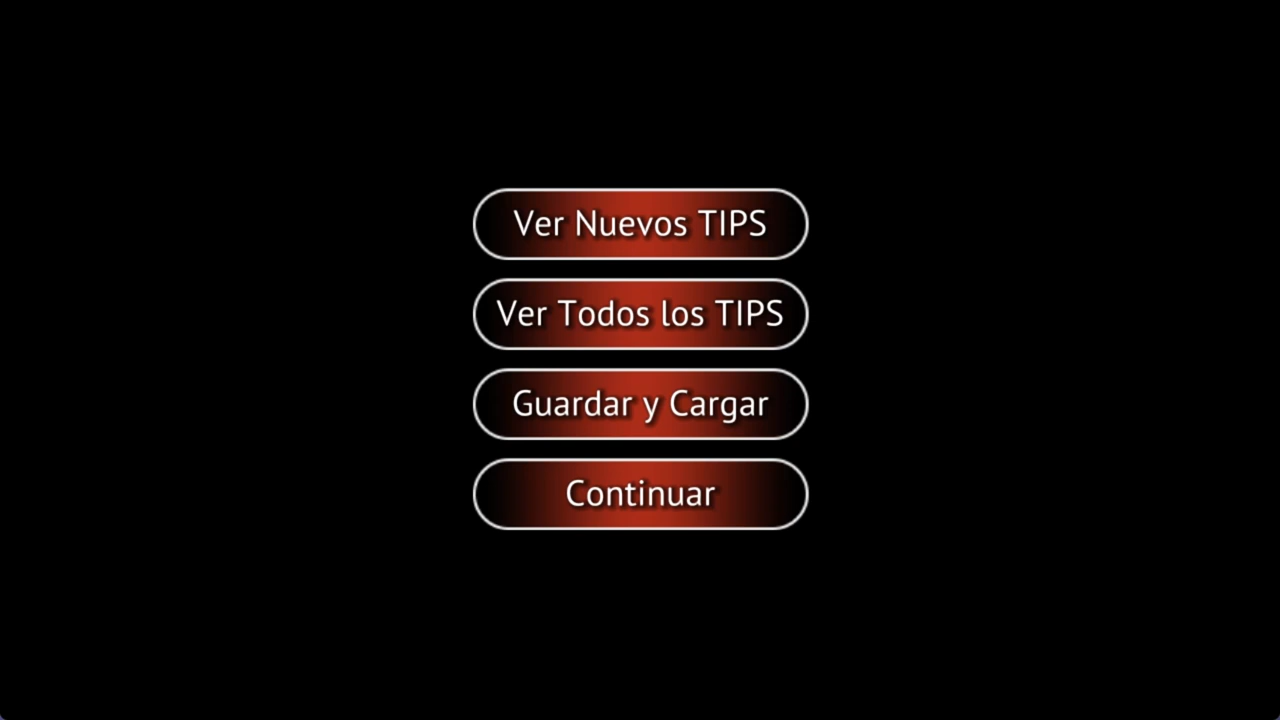 Ver Nuevos TIPS
Ver Todos los TIPS
Guardar y Cargar
Continuar